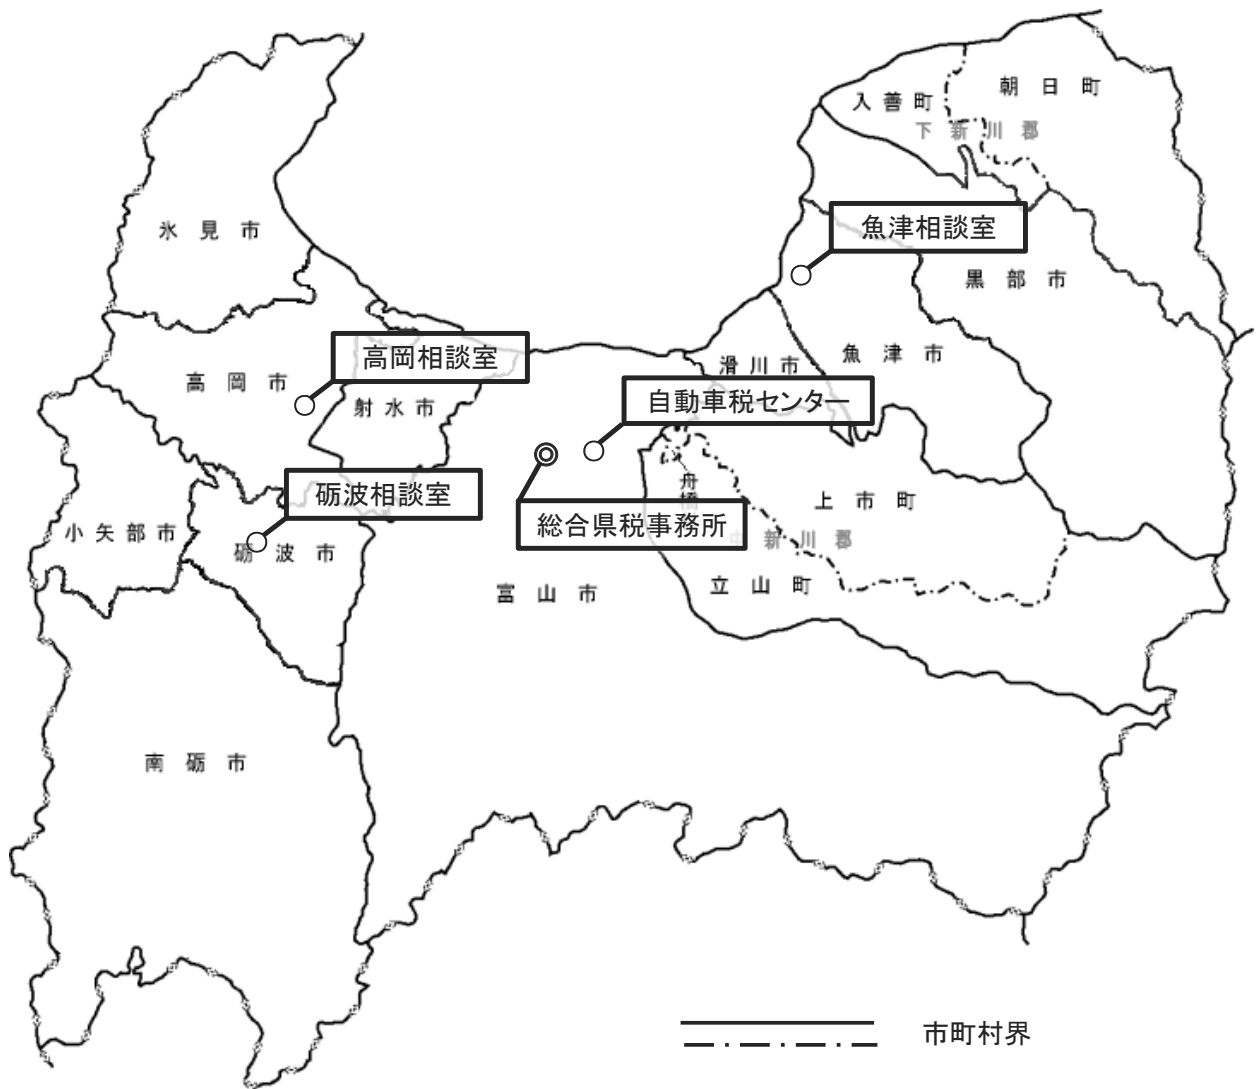 朝日町
入善町
下新川郡
魚津相談室
氷見市
黒部市
高岡相談室
魚津市
滑川市
高岡市
自動車税センター
射水市
砺波相談室
舟橋
上市町
総合県税事務所
小矢部市
中新川郡
砺波市
立山町
富山市
南砺市
市町村界